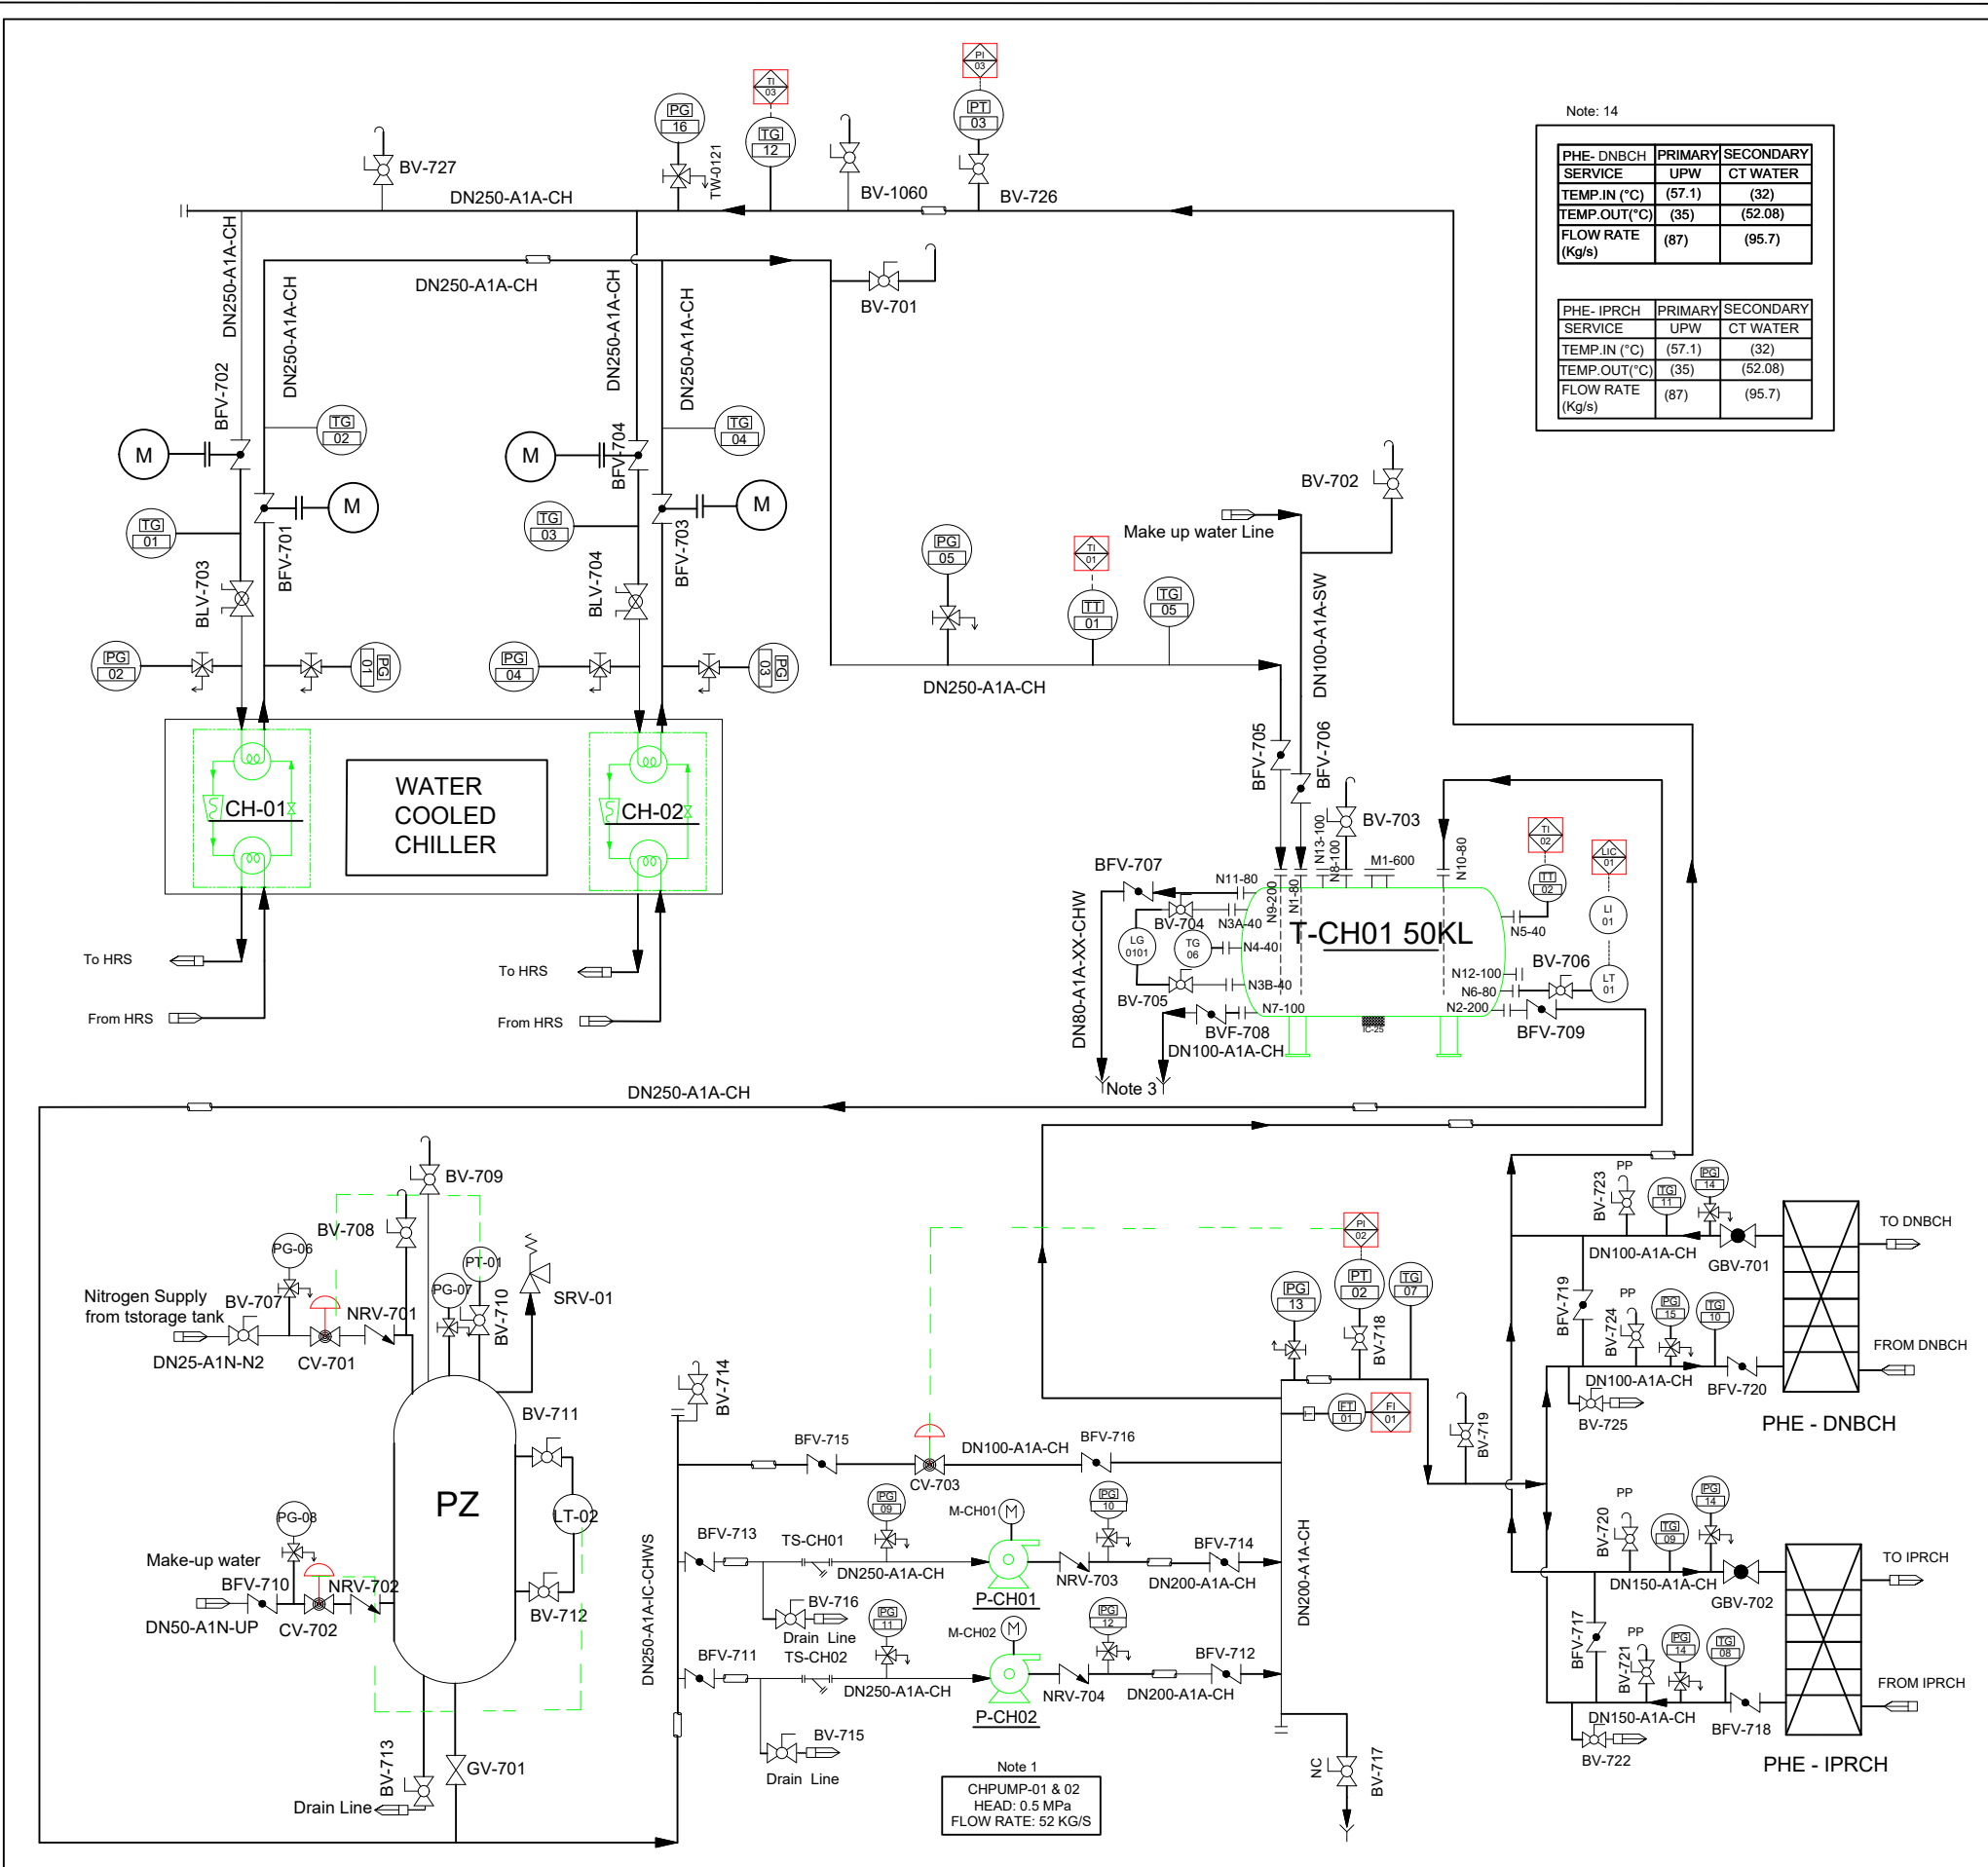 PI
03
TI
03
PG
16
TG
12
PT
03
TW-0121
BV-727
BV-1060
BV-726
DN250-A1A-CH
DN250-A1A-CH
DN250-A1A-CH
DN250-A1A-CH
DN250-A1A-CH
DN250-A1A-CH
BV-701
Note: 14
PHE- DNBCH PRIMARY SECONDARY
SERVICE UPW CT WATER
TEMP.IN (°C) (57.1) (32)
TEMP.OUT(°C) (35) (52.08)
FLOW RATE (87) (95.7)
(Kg/s)
PHE- IPRCH PRIMARY SECONDARY
SERVICE UPW CT WATER
TEMP.IN (°C) (57.1) (32)
TEMP.OUT(°C) (35) (52.08)
FLOW RATE (87) (95.7)
(Kg/s)
BFV-702
TG
02
BFV-704
TG
04
M
M
M
M
TG
01
BFV-701
TG
03
BFV-703
BLV-703
BLV-704
PG
02
PG
01
PG
04
PG
03
BV-702
Make up water Line
PG
05
TI
01
TT
01
TG
05
DN100-A1A-SW
DN250-A1A-CH
BFV-705
BFV-706
WATER
COOLED
CHILLER
CH-01
CH-02
To HRS
From HRS
To HRS
From HRS
BV-703
N13-100
N8-100
M1-600
N10-80
N9-200
N1-80
TI
02
TT
02
LIC
01
LI
01
LT
01
BFV-707
N11-80
BV-704
N3A-40
LG
0101
TG
06
N4-40
N3B-40
BV-705
N7-100
BVF-708
DN100-A1A-CH
DN80-A1A-XX-CHW
T-CH01 50KL
N5-40
N12-100
BV-706
N6-80
N2-200
BFV-709
IC-25
Note 3
DN250-A1A-CH
BV-709
BV-708
PG-06
PT-01
PG-07
BV-710
SRV-01
Nitrogen Supply
from tstorage tank
BV-707
NRV-701
DN25-A1N-N2
CV-701
BV-711
PZ
LT-02
BV-712
PG-08
Make-up water
BFV-710
NRV-702
DN50-A1N-UP
CV-702
BV-713
GV-701
Drain Line
BV-714
DN250-A1A-IC-CHWS
BFV-715
DN100-A1A-CH
BFV-716
CV-703
PG
09
M-CH01
M
PG
10
BFV-713
TS-CH01
BFV-714
DN250-A1A-CH
NRV-703
DN200-A1A-CH
P-CH01
BV-716
Drain Line
TS-CH02
PG
11
M-CH02
M
PG
12
BFV-711
BFV-712
DN250-A1A-CH
NRV-704
DN200-A1A-CH
P-CH02
BV-715
Drain Line
DN200-A1A-CH
Note 1
CHPUMP-01 & 02
HEAD: 0.5 MPa
FLOW RATE: 52 KG/S
NC
BV-717
PI
02
PG
13
PT
02
TG
07
BV-718
FT
01
FI
01
BV-719
PP
BV-723
TG
11
PG
14
DN100-A1A-CH
GBV-701
TO DNBCH
BFV-719
PP
BV-724
PG
15
TG
10
FROM DNBCH
DN100-A1A-CH
BFV-720
BV-725
PHE - DNBCH
PP
BV-720
TG
09
PG
14
DN150-A1A-CH
GBV-702
TO IPRCH
BFV-717
PP
BV-721
PG
14
TG
08
FROM IPRCH
DN150-A1A-CH
BFV-718
BV-722
PHE - IPRCH